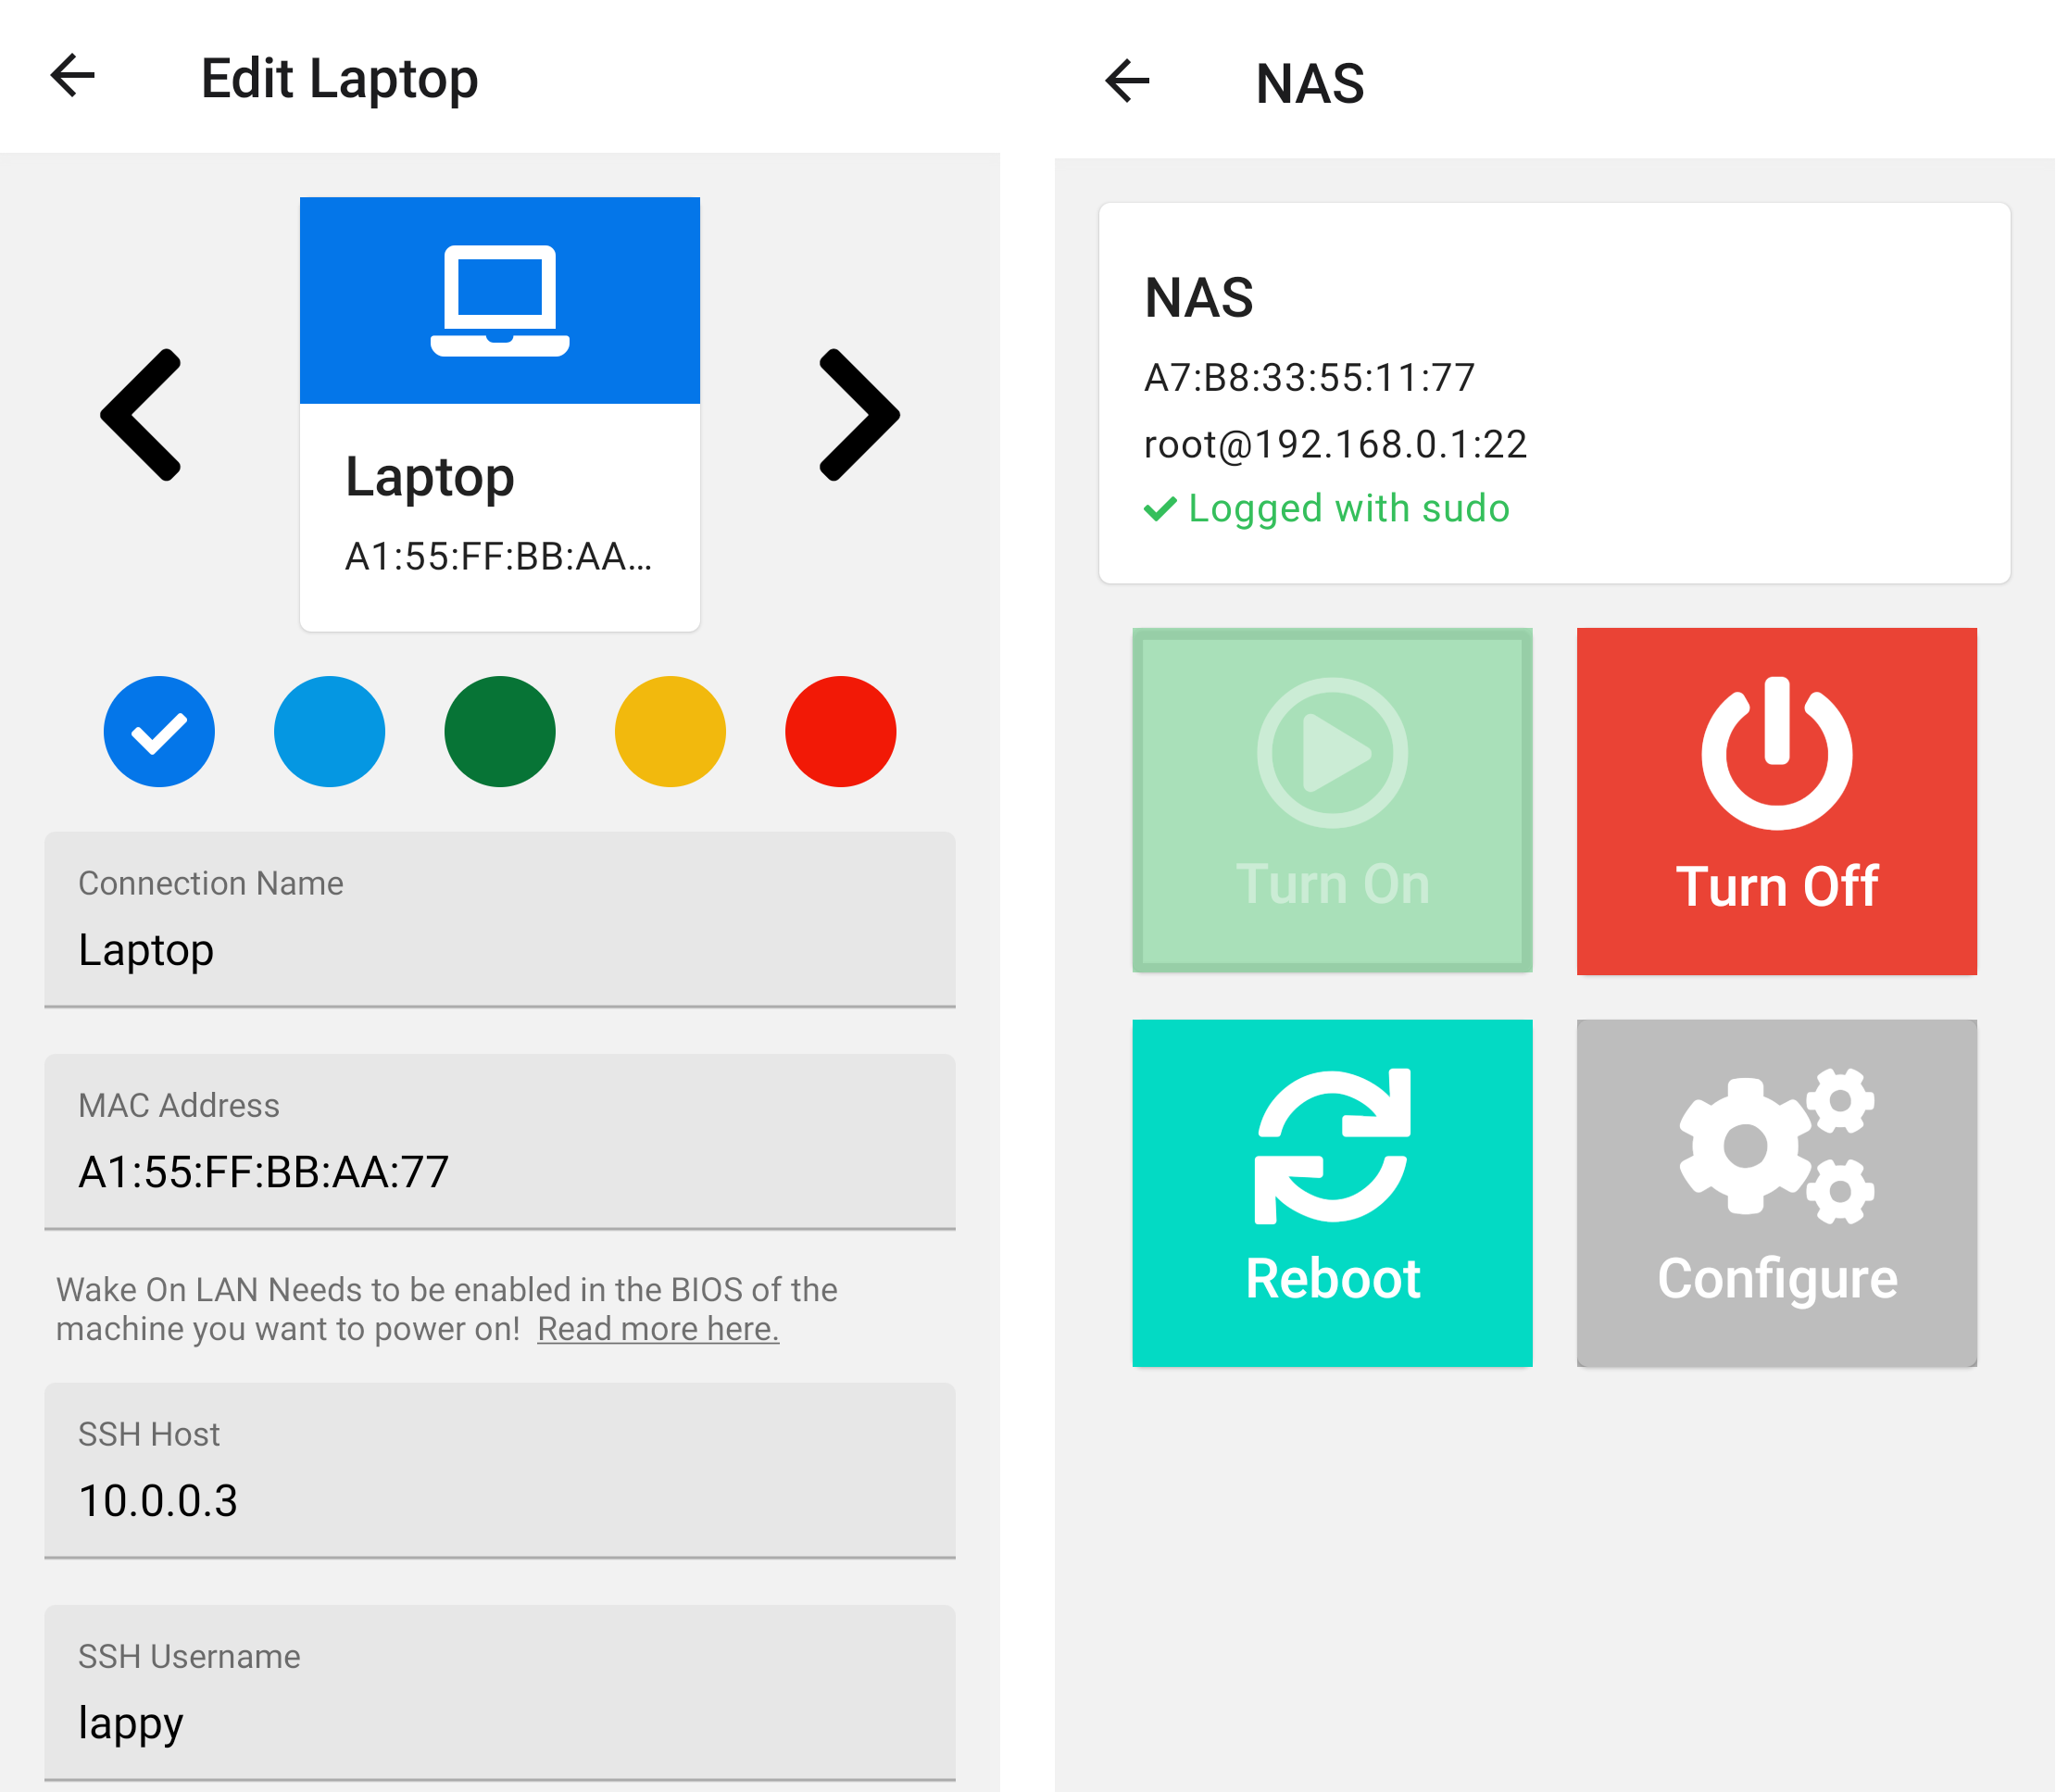 Edit Laptop
Laptop
A1:55:FF:BB:AA...
Connection Name
Laptop
MAC Address
A1:55:FF:BB:AA:77
Wake On LAN Needs to be enabled in the BIOS of the
machine you want to power on! Read more here.
SSH Host
10.0.0.3
SSH Username
lappy
NAS
NAS
A7:B8:33:55:11:77
root@192.168.0.1:22
Logged with sudo
Turn On
Turn Off
Reboot
Configure